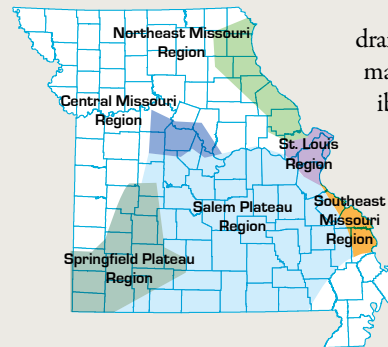 Northeast Missouri
Region
drai
ma
ib
Central Missouri
Region
St. Louis
Region
Salem Plateau
Region
Southeast
Missouri
Region
Springfield Plateau
Region